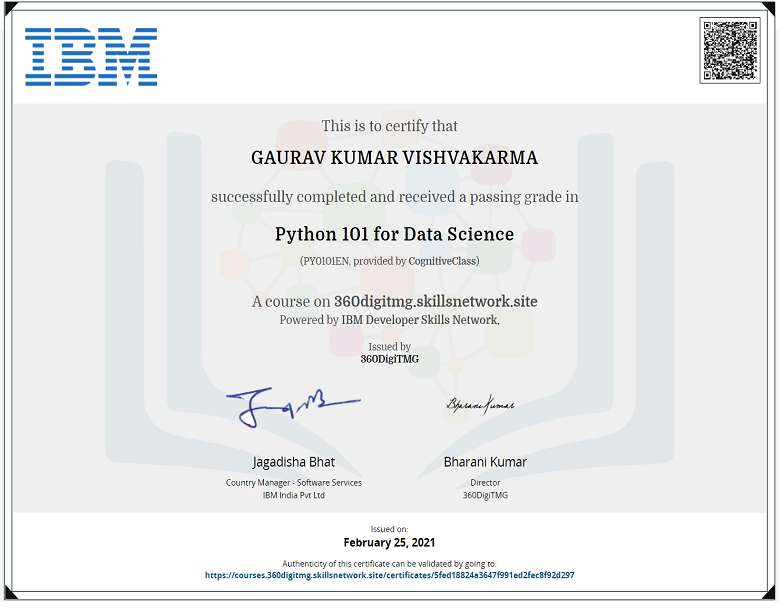 IBM
This is to certify that
GAURAV KUMAR VISHVAKARMA
successfully completed and received a passing grade in
Python 101 for Data Science
(PY0101EN, provided by CognitiveClass)
A course on 360digitmg.skillsnetwork.site
Powered by IBM Developer Skills Network.
Issued by
360DigiTMG
Bharani Kumar
Jagadisha Bhat
Bharani Kumar
Country Manager - Software Services
Director
IBM India Pvt Ltd
360DigiTMG
Issued on:
February 25, 2021
Authenticity of this certificate can be validated by going to:
https://courses.360digitmg.skillsnetwork.site/certificates/5fed18824a3647f991ed2fec8f92d297